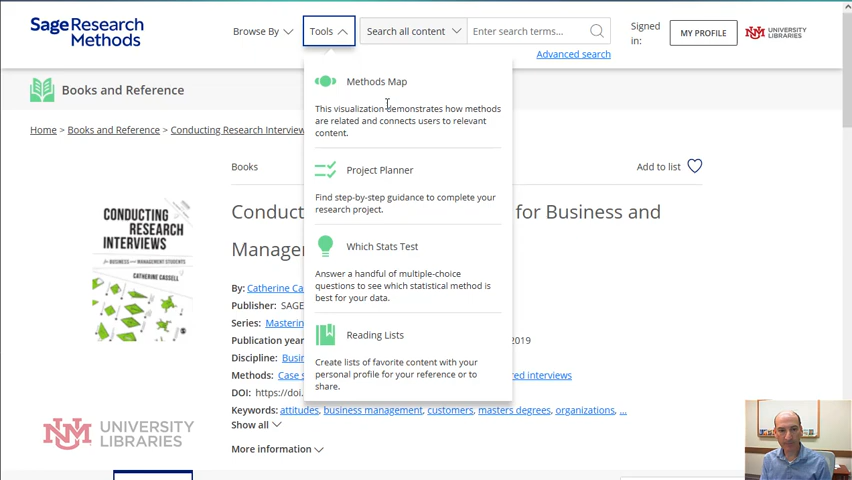 Sage Research
Methods
Browse By
Tools
Search all content
Enter search terms...
Signed
in:
MY PROFILE
UNIVERSITY
LIBRARIES
Advanced search
Books and Reference
Methods Map
This visualization demonstrates how methods
are related and connects users to relevant
content.
Project Planner
Find step-by-step guidance to complete your
research project.
Which Stats Test
Answer a handful of multiple-choice
questions to see which statistical method is
best for your data.
Reading Lists
Create lists of favorite content with your
personal profile for your reference or to
share.
Home > Books and Reference > Conducting Research Interview
Books
Add to list
CONDUCTING
RESEARCH
INTERVIEWS
FOR BUSINESS AND MANAGEMENT STUDENTS
CATHERINE CASSELL
Conduct for Business and
Manage
By: Catherine Ca
Publisher: SAGE
Series: Masterin
Publication year 2019
Discipline: Busi
Methods: Case s red interviews
DOI: https://doi.
Keywords: attitudes, business management, customers, masters degrees, organizations, ...
Show all
More information
NM UNIVERSITY
LIBRARIES